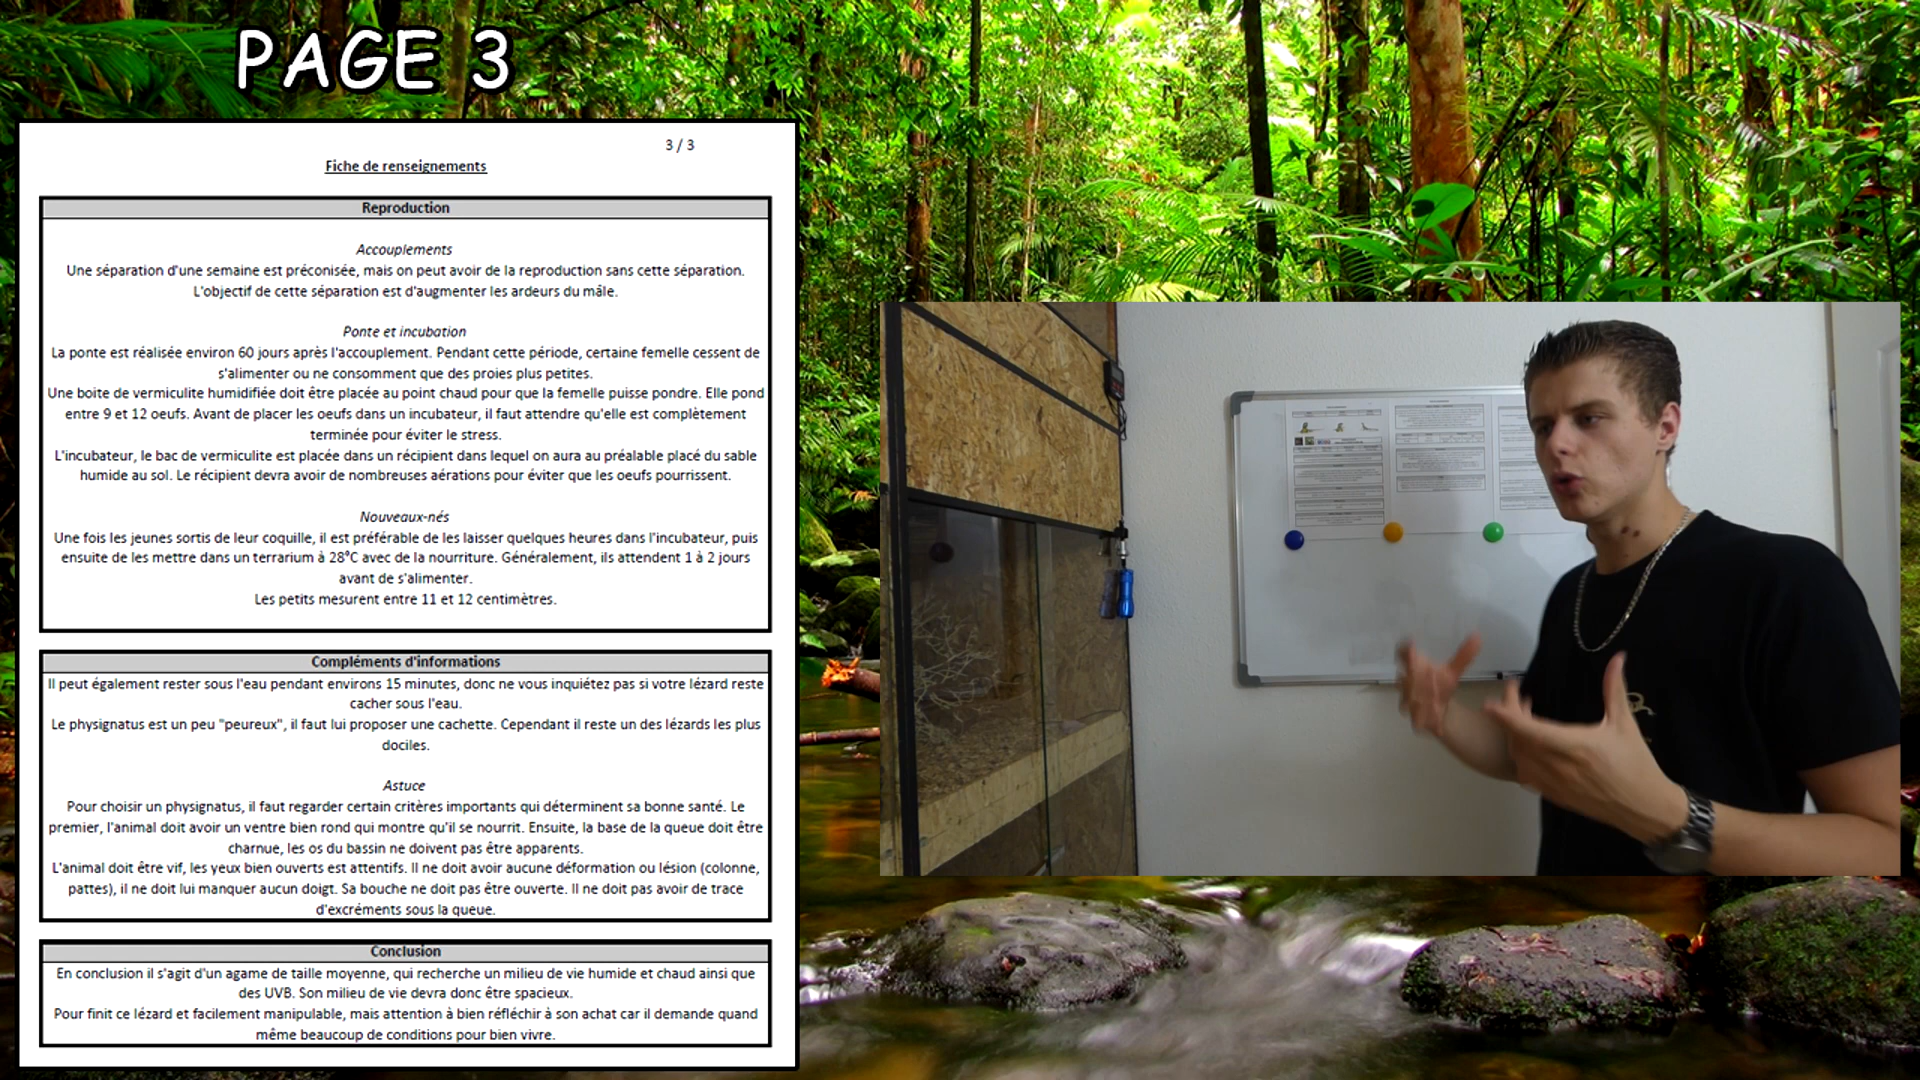 PAGE 3
3 / 3
Fiche de renseignements
Reproduction
Accouplements
Une séparation d'une semaine est préconisée, mais on peut avoir de la reproduction sans cette séparation.
L'objectif de cette séparation est d'augmenter les ardeurs du mâle.
Ponte et incubation
La ponte est réalisée environ 60 jours après l'accouplement. Pendant cette période, certaine femelle cessent de
s'alimenter ou ne consomment que des proies plus petites.
Une boite de vermiculite humidifiée doit être placée au point chaud pour que la femelle puisse pondre. Elle pond
entre 9 et 12 oeufs. Avant de placer les oeufs dans un incubateur, il faut attendre qu'elle est complètement
terminée pour éviter le stress.
L'incubateur, le bac de vermiculite est placée dans un récipient dans lequel on aura au préalable placé du sable
humide au sol. Le récipient devra avoir de nombreuses aérations pour éviter que les oeufs pourrissent.
Nouveaux-nés
Une fois les jeunes sortis de leur coquille, il est préférable de les laisser quelques heures dans l'incubateur, puis
ensuite de les mettre dans un terrarium à 28°C avec de la nourriture. Généralement, ils attendent 1 à 2 jours
avant de s'alimenter.
Les petits mesurent entre 11 et 12 centimètres.
Compléments d'informations
Il peut également rester sous l'eau pendant environs 15 minutes, donc ne vous inquiétez pas si votre lézard reste
cacher sous l'eau.
Le physignatus est un peu "peureux", il faut lui proposer une cachette. Cependant il reste un des lézards les plus
dociles.
Astuce
Pour choisir un physignatus, il faut regarder certain critères importants qui déterminent sa bonne santé. Le
premier, l'animal doit avoir un ventre bien rond qui montre qu'il se nourrit. Ensuite, la base de la queue doit être
charnue, les os du bassin ne doivent pas être apparents.
L'animal doit être vif, les yeux bien ouverts est attentifs. Il ne doit avoir aucune déformation ou lésion (colonne,
pattes), il ne doit lui manquer aucun doigt. Sa bouche ne doit pas être ouverte. Il ne doit pas avoir de trace
d'excréments sous la queue.
Conclusion
En conclusion il s'agit d'un agame de taille moyenne, qui recherche un milieu de vie humide et chaud ainsi que
des UVB. Son milieu de vie devra donc être spacieux.
Pour finit ce lézard et facilement manipulable, mais attention à bien réfléchir à son achat car il demande quand
même beaucoup de conditions pour bien vivre.